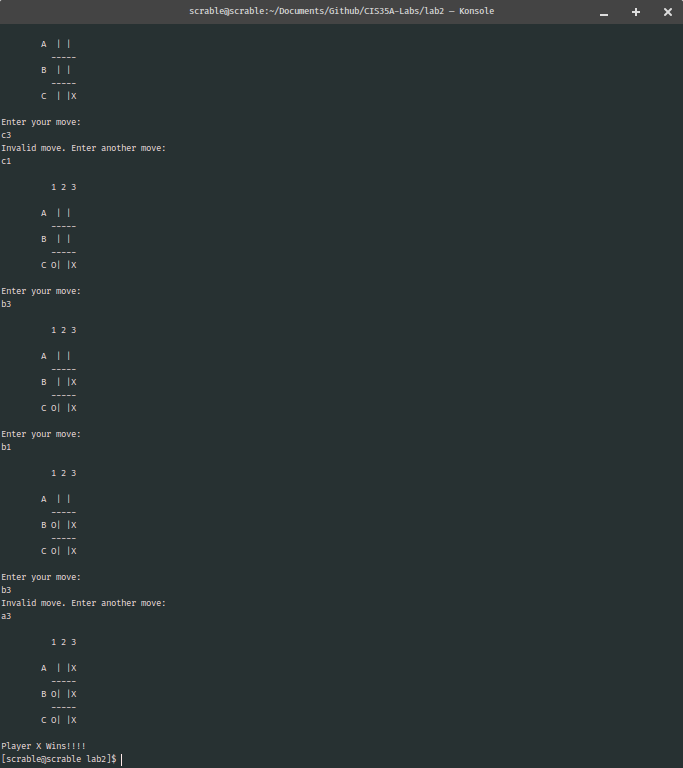 scrable@scrable:~/Documents/Github/CIS35A-Labs/lab2 — Konsole
        A  | |
          -----
        B  | |
          -----
        C  | |X

Enter your move:
c3
Invalid move. Enter another move:
c1

          1 2 3

        A  | |
          -----
        B  | |
          -----
        C O| |X

Enter your move:
b3

          1 2 3

        A  | |
          -----
        B  | |X
          -----
        C O| |X

Enter your move:
b1

          1 2 3

        A  | |
          -----
        B O| |X
          -----
        C O| |X

Enter your move:
b3
Invalid move. Enter another move:
a3

          1 2 3

        A  | |X
          -----
        B O| |X
          -----
        C O| |X

Player X Wins!!!!
[scrable@scrable lab2]$